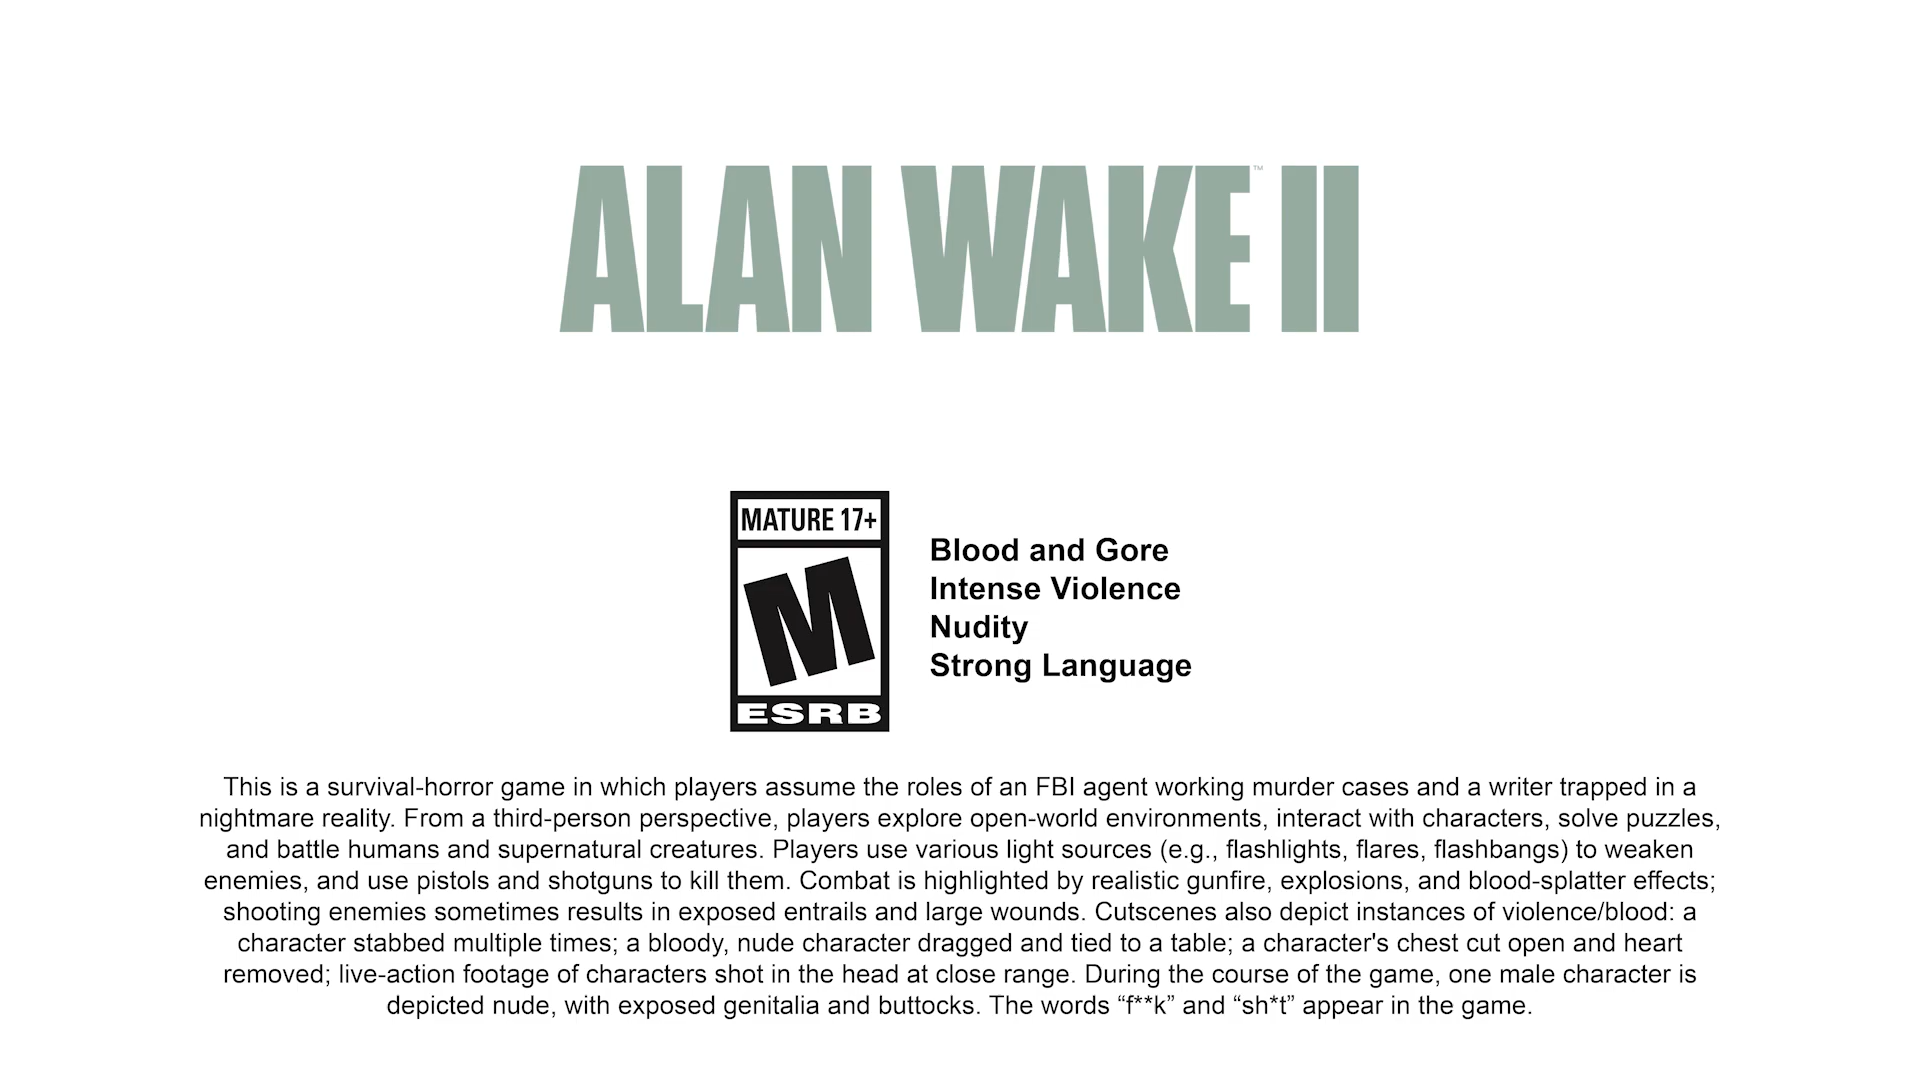 ALAN WAKE™ II
MATURE 17+
M
ESRB
Blood and Gore
Intense Violence
Nudity
Strong Language
This is a survival-horror game in which players assume the roles of an FBI agent working murder cases and a writer trapped in a
nightmare reality. From a third-person perspective, players explore open-world environments, interact with characters, solve puzzles,
and battle humans and supernatural creatures. Players use various light sources (e.g., flashlights, flares, flashbangs) to weaken
enemies, and use pistols and shotguns to kill them. Combat is highlighted by realistic gunfire, explosions, and blood-splatter effects;
shooting enemies sometimes results in exposed entrails and large wounds. Cutscenes also depict instances of violence/blood: a
character stabbed multiple times; a bloody, nude character dragged and tied to a table; a character's chest cut open and heart
removed; live-action footage of characters shot in the head at close range. During the course of the game, one male character is
depicted nude, with exposed genitalia and buttocks. The words “f**k” and “sh*t” appear in the game.